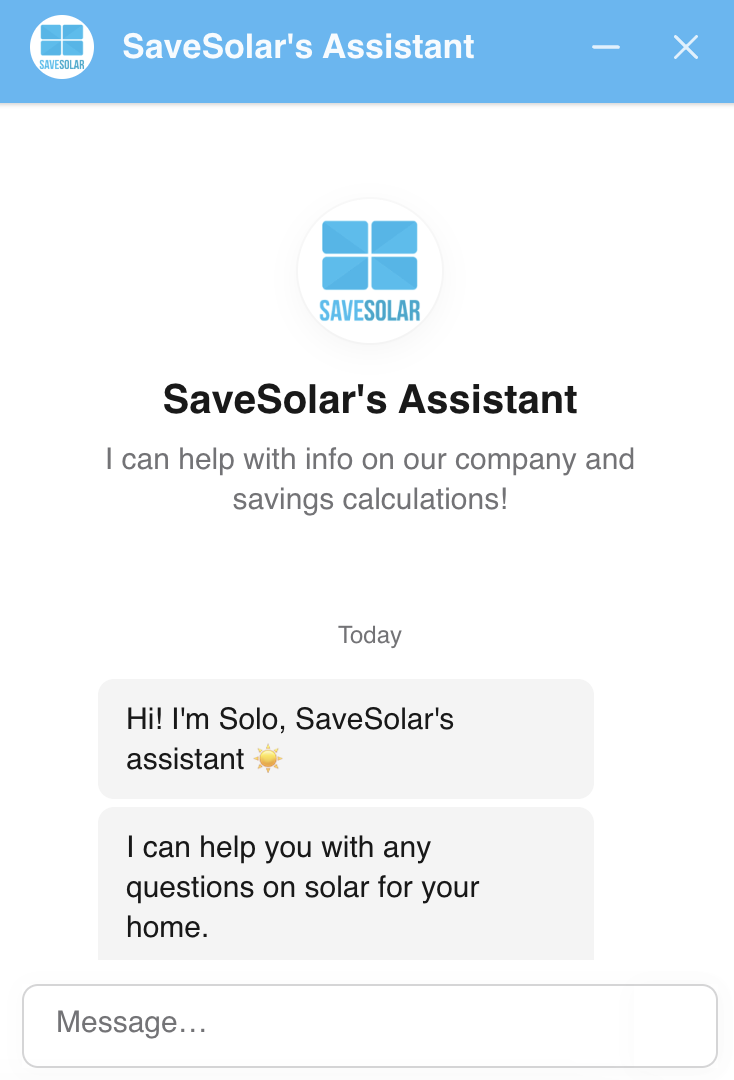 SAVESOLAR
SaveSolar's Assistant
SAVESOLAR
SaveSolar's Assistant
I can help with info on our company and
savings calculations!
Today
Hi! I'm Solo, SaveSolar's
assistant ☀️
I can help you with any
questions on solar for your
home.
Message…